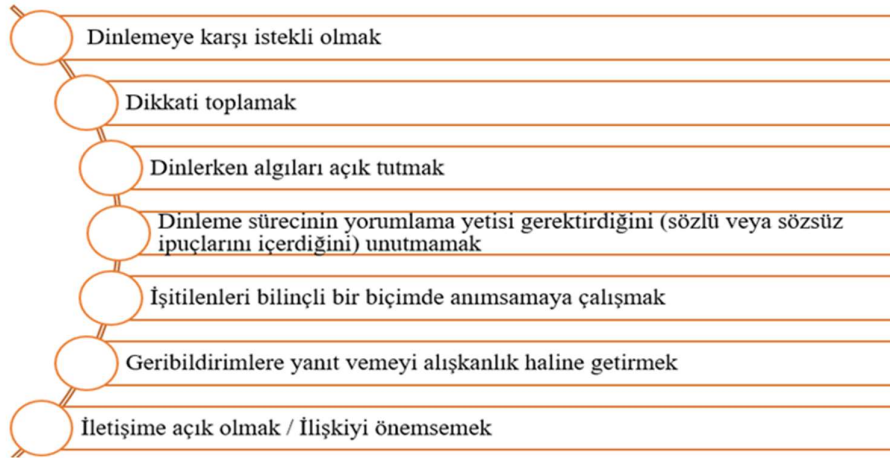 Dinlemeye karşı istekli olmak
Dikkati toplamak
Dinlerken algıları açık tutmak
Dinleme sürecinin yorumlama yetisi gerektirdiğini (sözlü veya sözsüz
ipuçlarını içerdiğini) unutmamak
İşitilenleri bilinçli bir biçimde anımsamaya çalışmak
Geribildirimlere yanıt vemeyi alışkanlık haline getirmek
İletişime açık olmak / İlişkiyi önemsemek